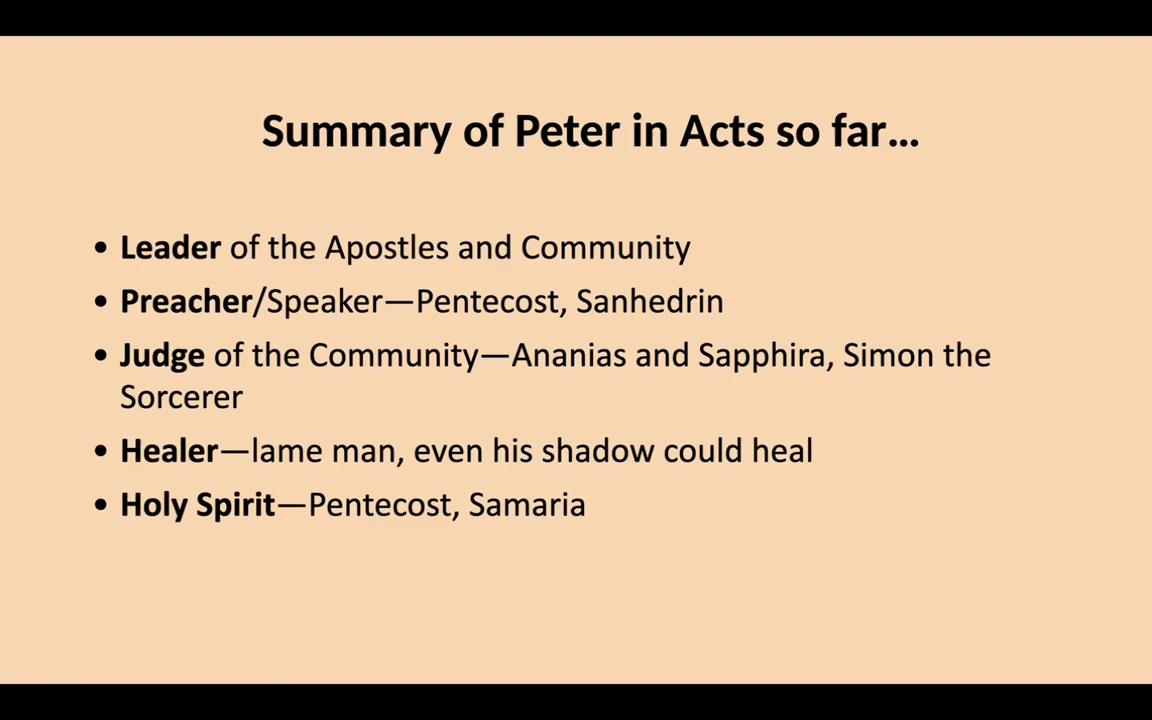 Summary of Peter in Acts so far...
• Leader of the Apostles and Community
• Preacher/Speaker—Pentecost, Sanhedrin
• Judge of the Community—Ananias and Sapphira, Simon the
Sorcerer
• Healer—lame man, even his shadow could heal
• Holy Spirit—Pentecost, Samaria